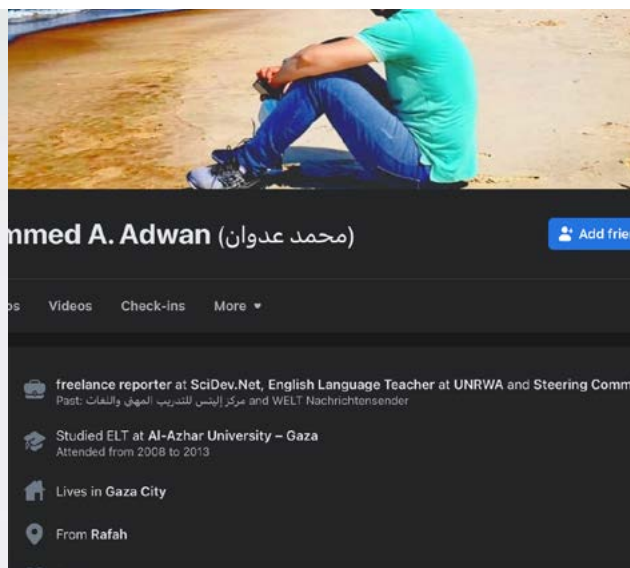 mmed A. Adwan (محمد عدوان)
Add frie
os Videos Check-ins More
freelance reporter at SciDev.Net, English Language Teacher at UNRWA and Steering Comm
Past: مركز إليتس للتدريب المهني واللغات and WELT Nachrichtensender
Studied ELT at Al-Azhar University – Gaza
Attended from 2008 to 2013
Lives in Gaza City
From Rafah